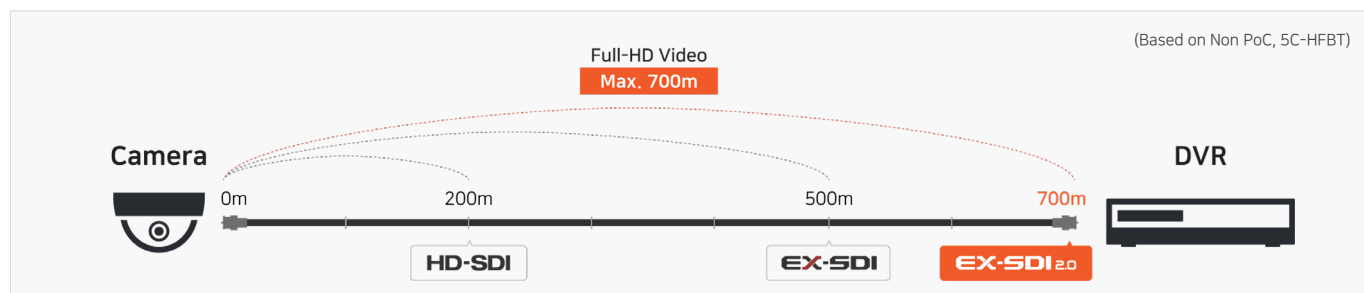 (Based on Non PoC, 5C-HFBT)
Full-HD Video
Max. 700m
Camera
DVR
0m
200m
500m
700m
HD-SDI
EX-SDI
EX-SDI 2.0